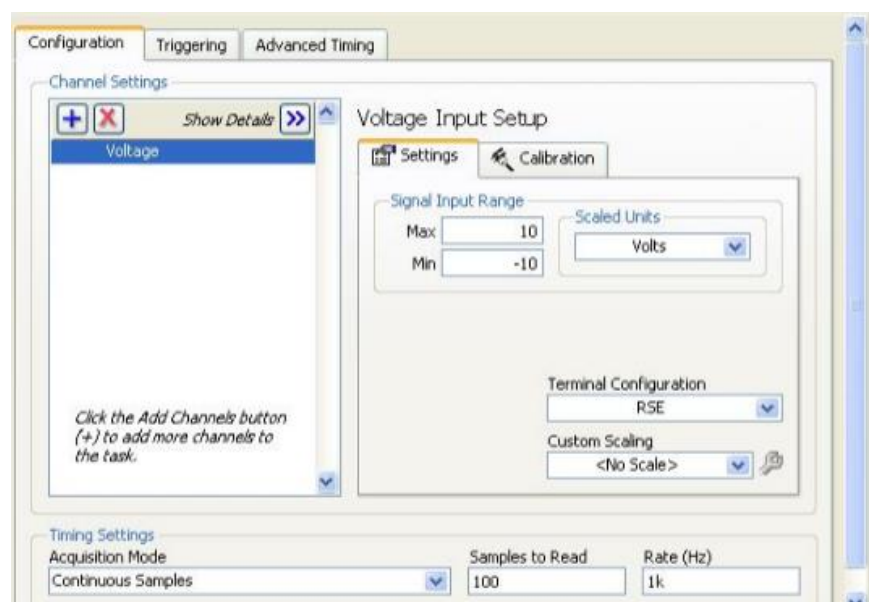 Configuration
Triggering
Advanced Timing
Channel Settings
Show Details
Voltage
Click the Add Channels button
(+) to add more channels to
the task.
Voltage Input Setup
Settings
Calibration
Signal Input Range
Max 10
Min -10
Scaled Units
Volts
Terminal Configuration
RSE
Custom Scaling
<No Scale>
Timing Settings
Acquisition Mode
Continuous Samples
Samples to Read
100
Rate (Hz)
1k